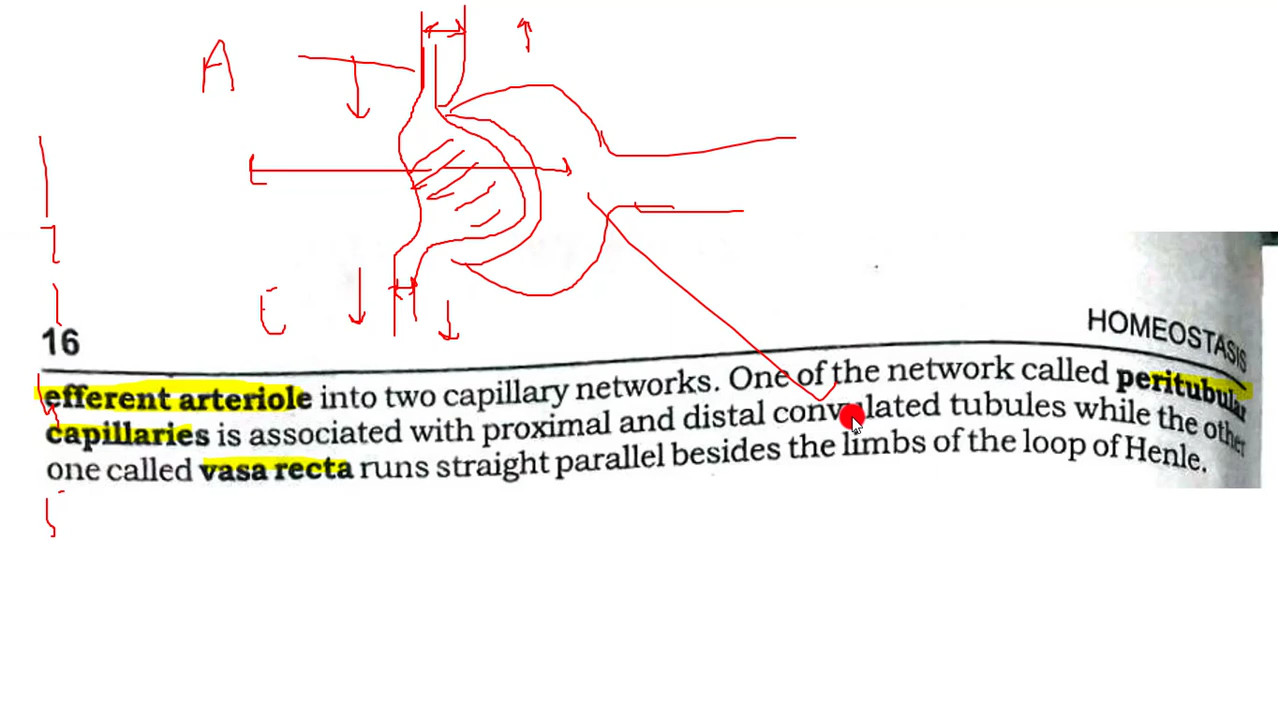 A
E
16
HOMEOSTASIS
efferent arteriole into two capillary networks. One of the network called peritubular
capillaries is associated with proximal and distal convulated tubules while the other
one called vasa recta runs straight parallel besides the limbs of the loop of Henle.